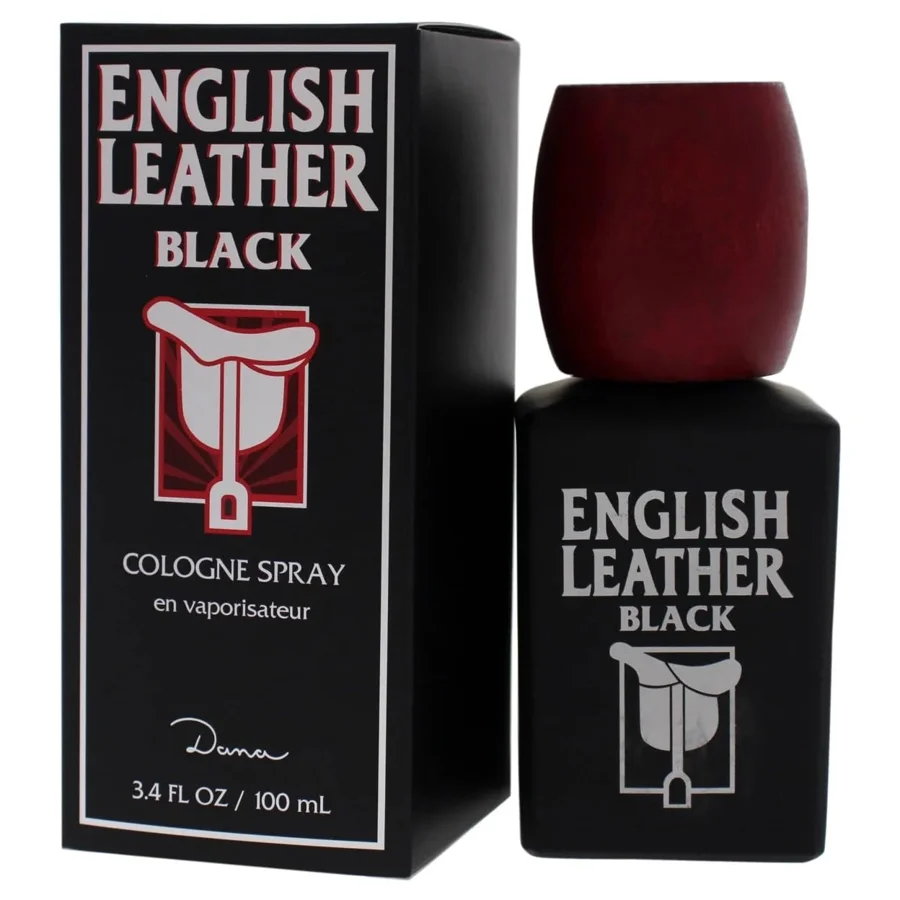 ENGLISH
LEATHER
BLACK
COLOGNE SPRAY
en vaporisateur
Dana
3.4 FL OZ / 100 mL
ENGLISH
LEATHER
BLACK